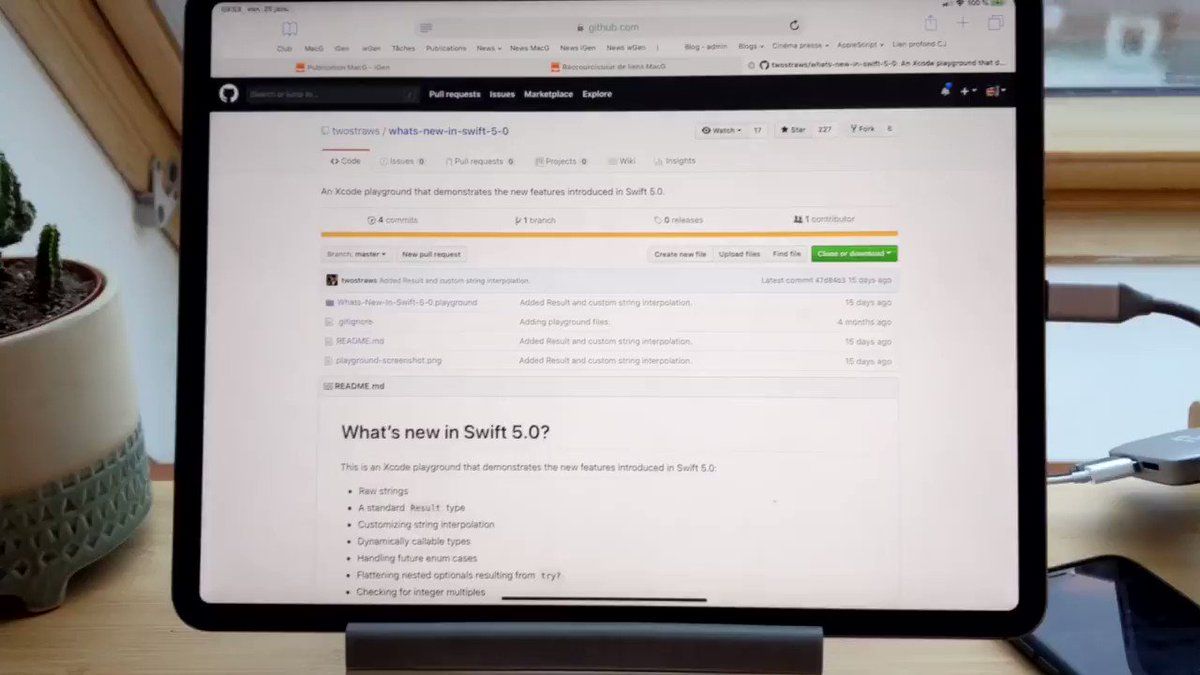 09:53 ven. 25 janv. 100 %
github.com
Club MacG iGen wGen Tâches Publications News News MacG News iGen News wGen Blog - admin Blogs Cinéma presse AppleScript Lien profond CJ
Publication MacG - iGen Raccourcisseur de liens MacG twostraws/whats-new-in-swift-5-0: An Xcode playground that d...
Search or jump to... / Pull requests Issues Marketplace Explore
twostraws / whats-new-in-swift-5-0 Watch 17 Star 227 Fork 8
Code Issues 0 Pull requests 0 Projects 0 Wiki Insights
An Xcode playground that demonstrates the new features introduced in Swift 5.0.
4 commits 1 branch 0 releases 1 contributor
Branch: master New pull request Create new file Upload files Find file Clone or download
twostraws Added Result and custom string interpolation. Latest commit 47d84b3 15 days ago
Whats-New-In-Swift-5-0.playground Added Result and custom string interpolation. 15 days ago
.gitignore Adding playground files. 4 months ago
README.md Added Result and custom string interpolation. 15 days ago
playground-screenshot.png Added Result and custom string interpolation. 15 days ago
README.md
What's new in Swift 5.0?
This is an Xcode playground that demonstrates the new features introduced in Swift 5.0:
• Raw strings
• A standard Result type
• Customizing string interpolation
• Dynamically callable types
• Handling future enum cases
• Flattening nested optionals resulting from try?
• Checking for integer multiples